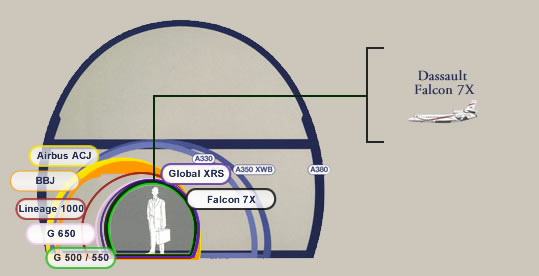 Dassault
Falcon 7X
Airbus ACJ
A330
BBJ
Global XRS
A350 XWB
A380
Lineage 1000
Falcon 7X
G 650
G 500 / 550